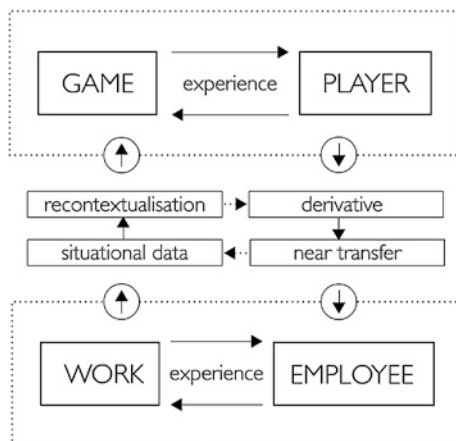 GAME experience PLAYER
recontextualisation derivative
situational data near transfer
WORK experience EMPLOYEE